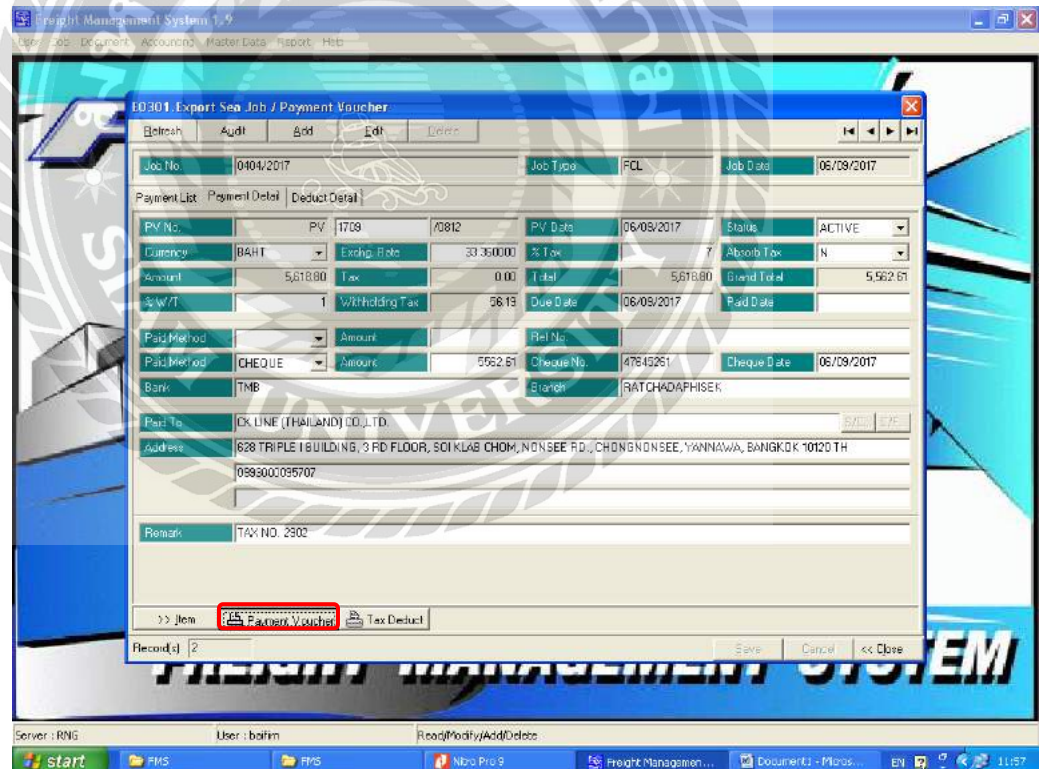 Freight Management System 1.9
User Job Document Accounting Master Data Report Help
E0301.Export Sea Job / Payment Voucher
Refresh Audit Add Edit Delete
Job No. 0404/2017 Job Type FCL Job Date 06/09/2017
Payment List Payment Detail Deduct Detail
PV No. PV 1709 /0812 PV Date 06/09/2017 Status ACTIVE
Currency BAHT Exchg. Rate 33.350000 % Tax 7 Absorb Tax N
Amount 5,618.80 Tax 0.00 Total 5,618.80 Grand Total 5,562.61
% W/T 1 Withholding Tax 56.19 Due Date 06/09/2017 Paid Date
Paid Method Amount Ref No.
Paid Method CHEQUE Amount 5562.61 Cheque No. 47845261 Cheque Date 06/09/2017
Bank TMB Branch RATCHADAPHISEK
Paid To CK LINE (THAILAND) CO.,LTD.
Address 628 TRIPLE I BUILDING, 3 RD FLOOR, SOI KLAB CHOM, NONSEE RD., CHONGNONSEE, YANNAWA, BANGKOK 10120 TH
0993000095707
Remark TAX NO. 2902
>> Item Payment Voucher Tax Deduct
Record(s) 2 Save Cancel << Close
FREIGHT MANAGEMENT SYSTEM
Server : RNG User : baifirn Read/Modify/Add/Delete
start FMS FMS Nitro Pro 9 Freight Managemen... Document1 - Micros... EN 11:57
SIAM UNIVERSITY